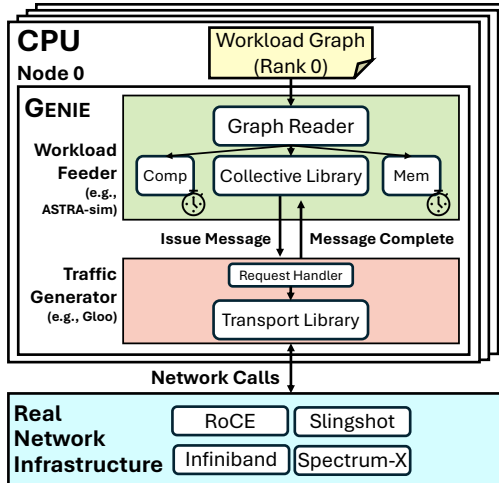 CPU
Node 0
Workload Graph
(Rank 0)
GENIE
Workload
Feeder
(e.g.,
ASTRA-sim)
Graph Reader
Comp
Collective Library
Mem
Issue Message
Message Complete
Traffic
Generator
(e.g., Gloo)
Request Handler
Transport Library
Network Calls
Real
Network
Infrastructure
RoCE
Slingshot
Infiniband
Spectrum-X